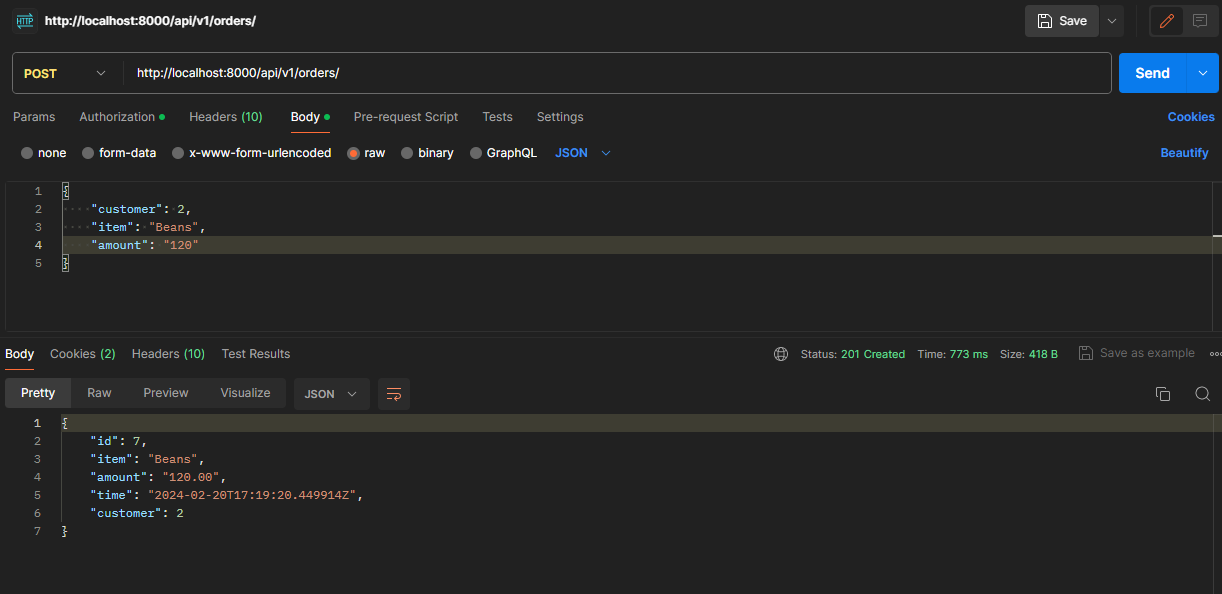 HTTP http://localhost:8000/api/v1/orders/ Save
POST http://localhost:8000/api/v1/orders/ Send
Params Authorization Headers (10) Body Pre-request Script Tests Settings Cookies
none form-data x-www-form-urlencoded raw binary GraphQL JSON Beautify
1 {
2 "customer": 2,
3 "item": "Beans",
4 "amount": "120"
5 }
Body Cookies (2) Headers (10) Test Results Status: 201 Created Time: 773 ms Size: 418 B Save as example
Pretty Raw Preview Visualize JSON
1 {
2 "id": 7,
3 "item": "Beans",
4 "amount": "120.00",
5 "time": "2024-02-20T17:19:20.449914Z",
6 "customer": 2
7 }